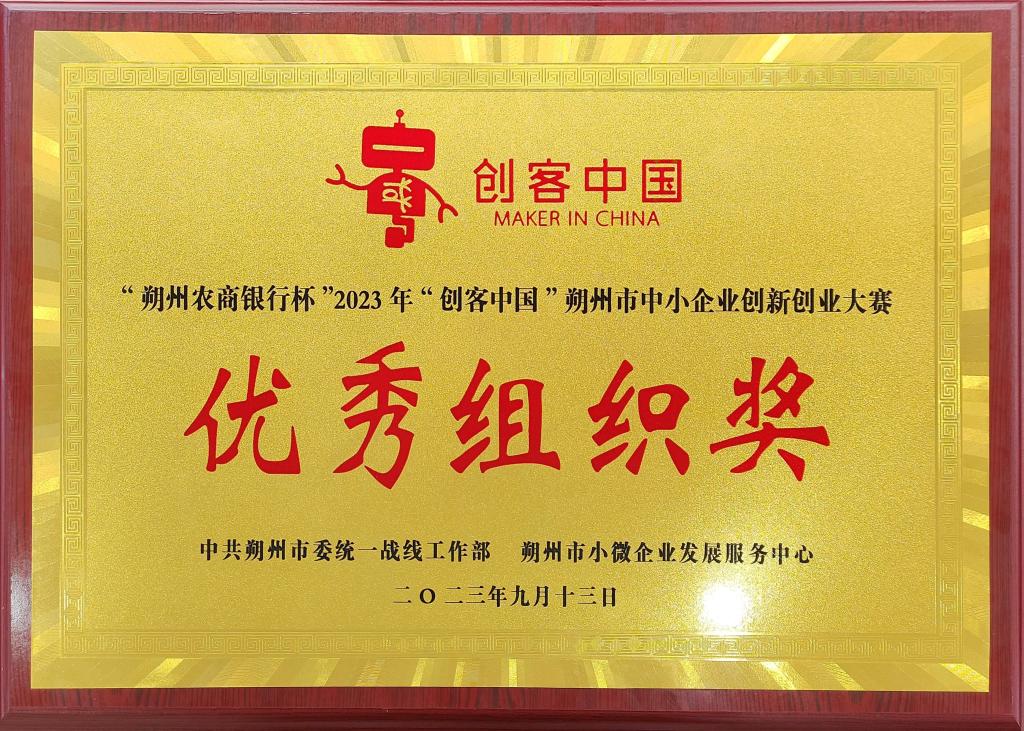 创客中国
MAKER IN CHINA
“朔州农商银行杯”2023年“创客中国”朔州市中小企业创新创业大赛
优秀组织奖
中共朔州市委统一战线工作部 朔州市小微企业发展服务中心
二〇二三年九月十三日